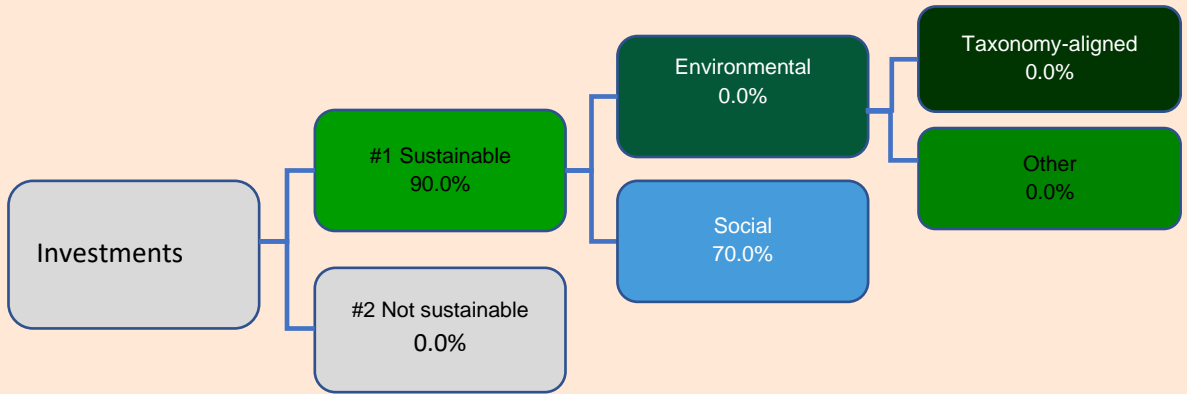 Investments
#1 Sustainable
90.0%
#2 Not sustainable
0.0%
Environmental
0.0%
Social
70.0%
Taxonomy-aligned
0.0%
Other
0.0%